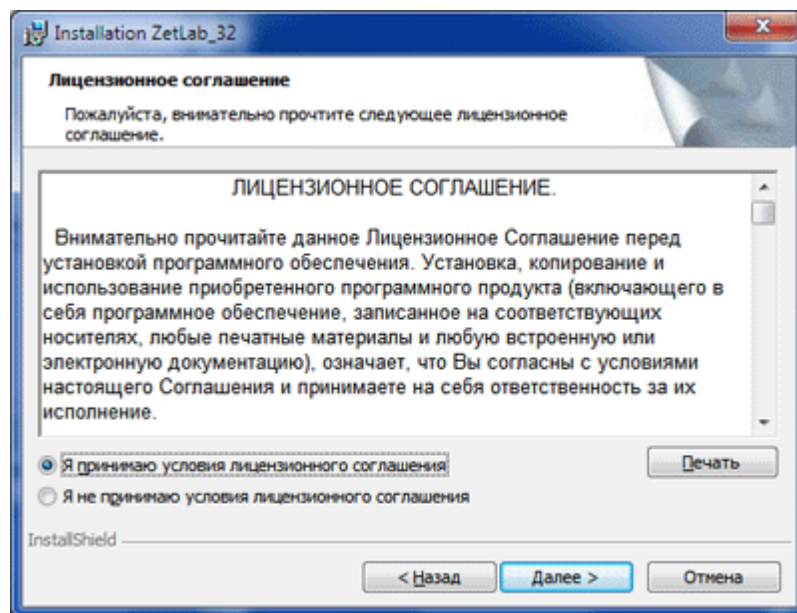 Installation ZetLab_32
Лицензионное соглашение
Пожалуйста, внимательно прочтите следующее лицензионное
соглашение.
ЛИЦЕНЗИОННОЕ СОГЛАШЕНИЕ.
Внимательно прочитайте данное Лицензионное Соглашение перед
установкой программного обеспечения. Установка, копирование и
использование приобретенного программного продукта (включающего в
себя программное обеспечение, записанное на соответствующих
носителях, любые печатные материалы и любую встроенную или
электронную документацию), означает, что Вы согласны с условиями
настоящего Соглашения и принимаете на себя ответственность за их
исполнение.
Я принимаю условия лицензионного соглашения
Печать
Я не принимаю условия лицензионного соглашения
InstallShield
< Назад
Далее >
Отмена